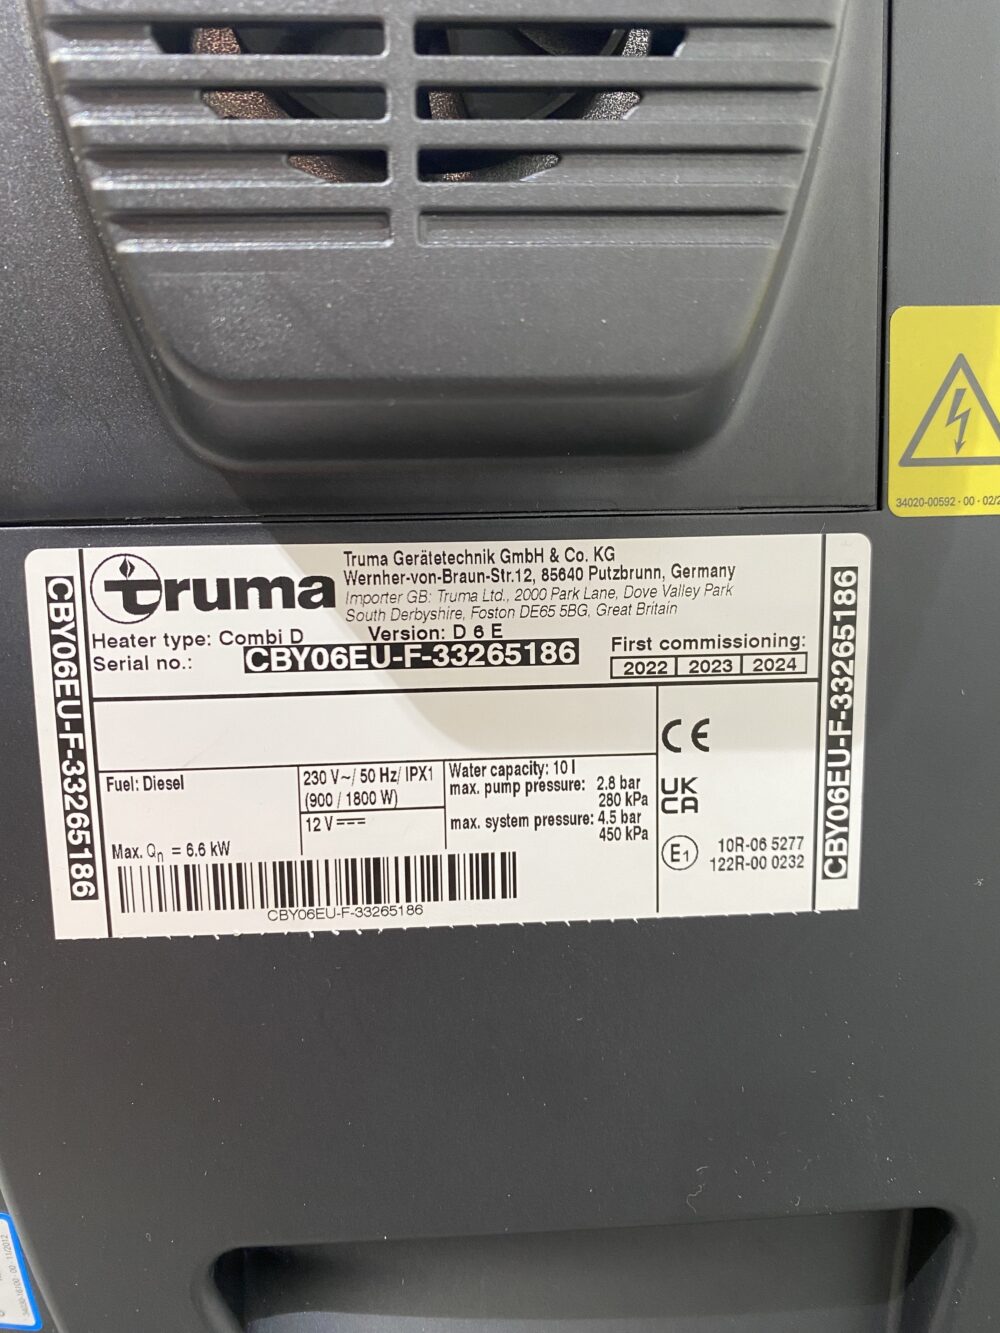 34020-00592 - 00 - 02/2
truma
Truma Gerätetechnik GmbH & Co. KG
Wernher-von-Braun-Str.12, 85640 Putzbrunn, Germany
Importer GB: Truma Ltd., 2000 Park Lane, Dove Valley Park
South Derbyshire, Foston DE65 5BG, Great Britain
Heater type: Combi D Version: D 6 E
Serial no.: CBY06EU-F-33265186
First commissioning:
2022 2023 2024
CBY06EU-F-33265186
CBY06EU-F-33265186
Fuel: Diesel
Max. Qn = 6.6 kW
230 V~/ 50 Hz/ IPX1
(900 / 1800 W)
12 V
Water capacity: 10 l
max. pump pressure: 2.8 bar
280 kPa
max. system pressure: 4.5 bar
450 kPa
CE
UK
CA
E1
10R-06 5277
122R-00 0232
CBY06EU-F-33265186